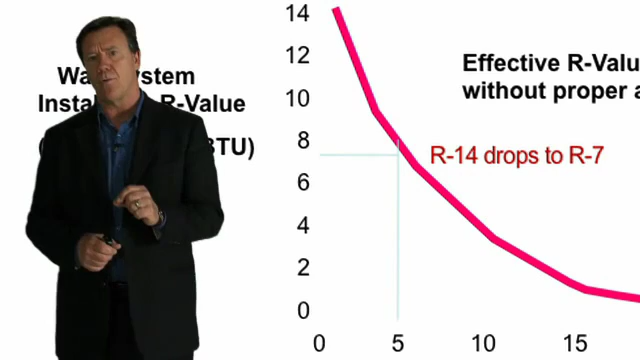 Wa ystem
Insta R-Value
( BTU)
14
12
10
8
6
4
2
0
0 5 10 15
Effective R-Valu
without proper a
R-14 drops to R-7